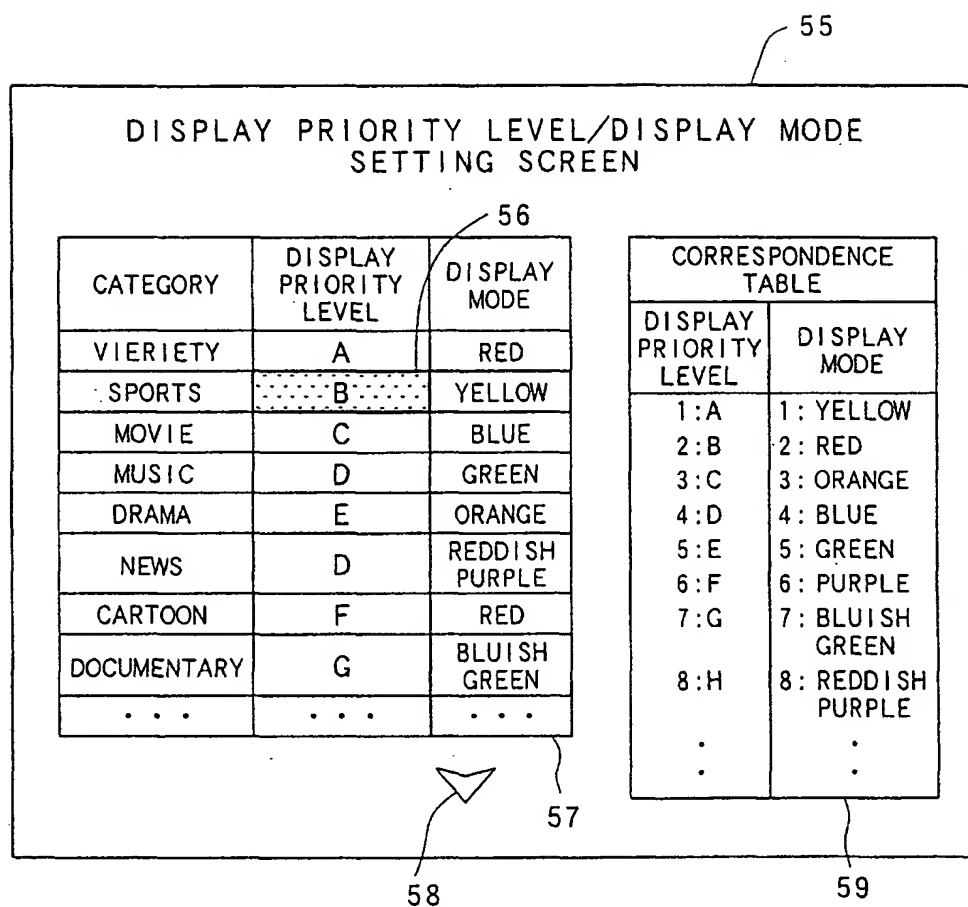 55
DISPLAY PRIORITY LEVEL/DISPLAY MODE
SETTING SCREEN
56
CATEGORY
DISPLAY
PRIORITY
LEVEL
DISPLAY
MODE
VIERIETY A RED
SPORTS B YELLOW
MOVIE C BLUE
MUSIC D GREEN
DRAMA E ORANGE
NEWS D REDDISH
PURPLE
CARTOON F RED
DOCUMENTARY G BLUISH
GREEN
... ... ...
57
58
CORRESPONDENCE
TABLE
DISPLAY
PRIORITY
LEVEL
DISPLAY
MODE
1:A 1: YELLOW
2:B 2: RED
3:C 3: ORANGE
4:D 4: BLUE
5:E 5: GREEN
6:F 6: PURPLE
7:G 7: BLUISH
GREEN
8:H 8: REDDISH
PURPLE
. .
. .
59